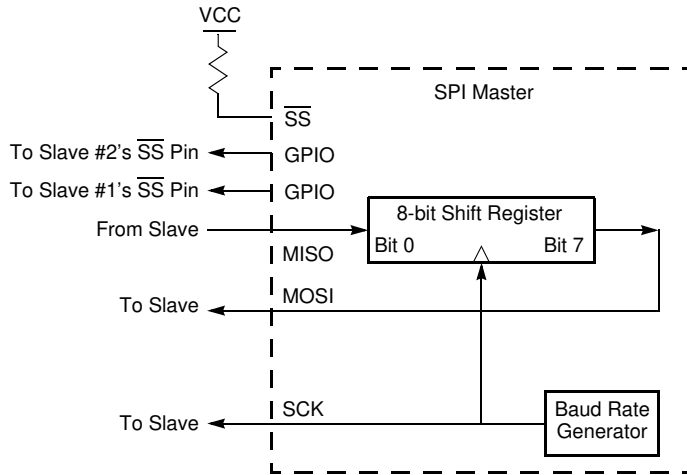 VCC
SPI Master
SS
To Slave #2's SS Pin
GPIO
To Slave #1's SS Pin
GPIO
8-bit Shift Register
From Slave
Bit 0
Bit 7
MISO
MOSI
To Slave
SCK
To Slave
Baud Rate
Generator